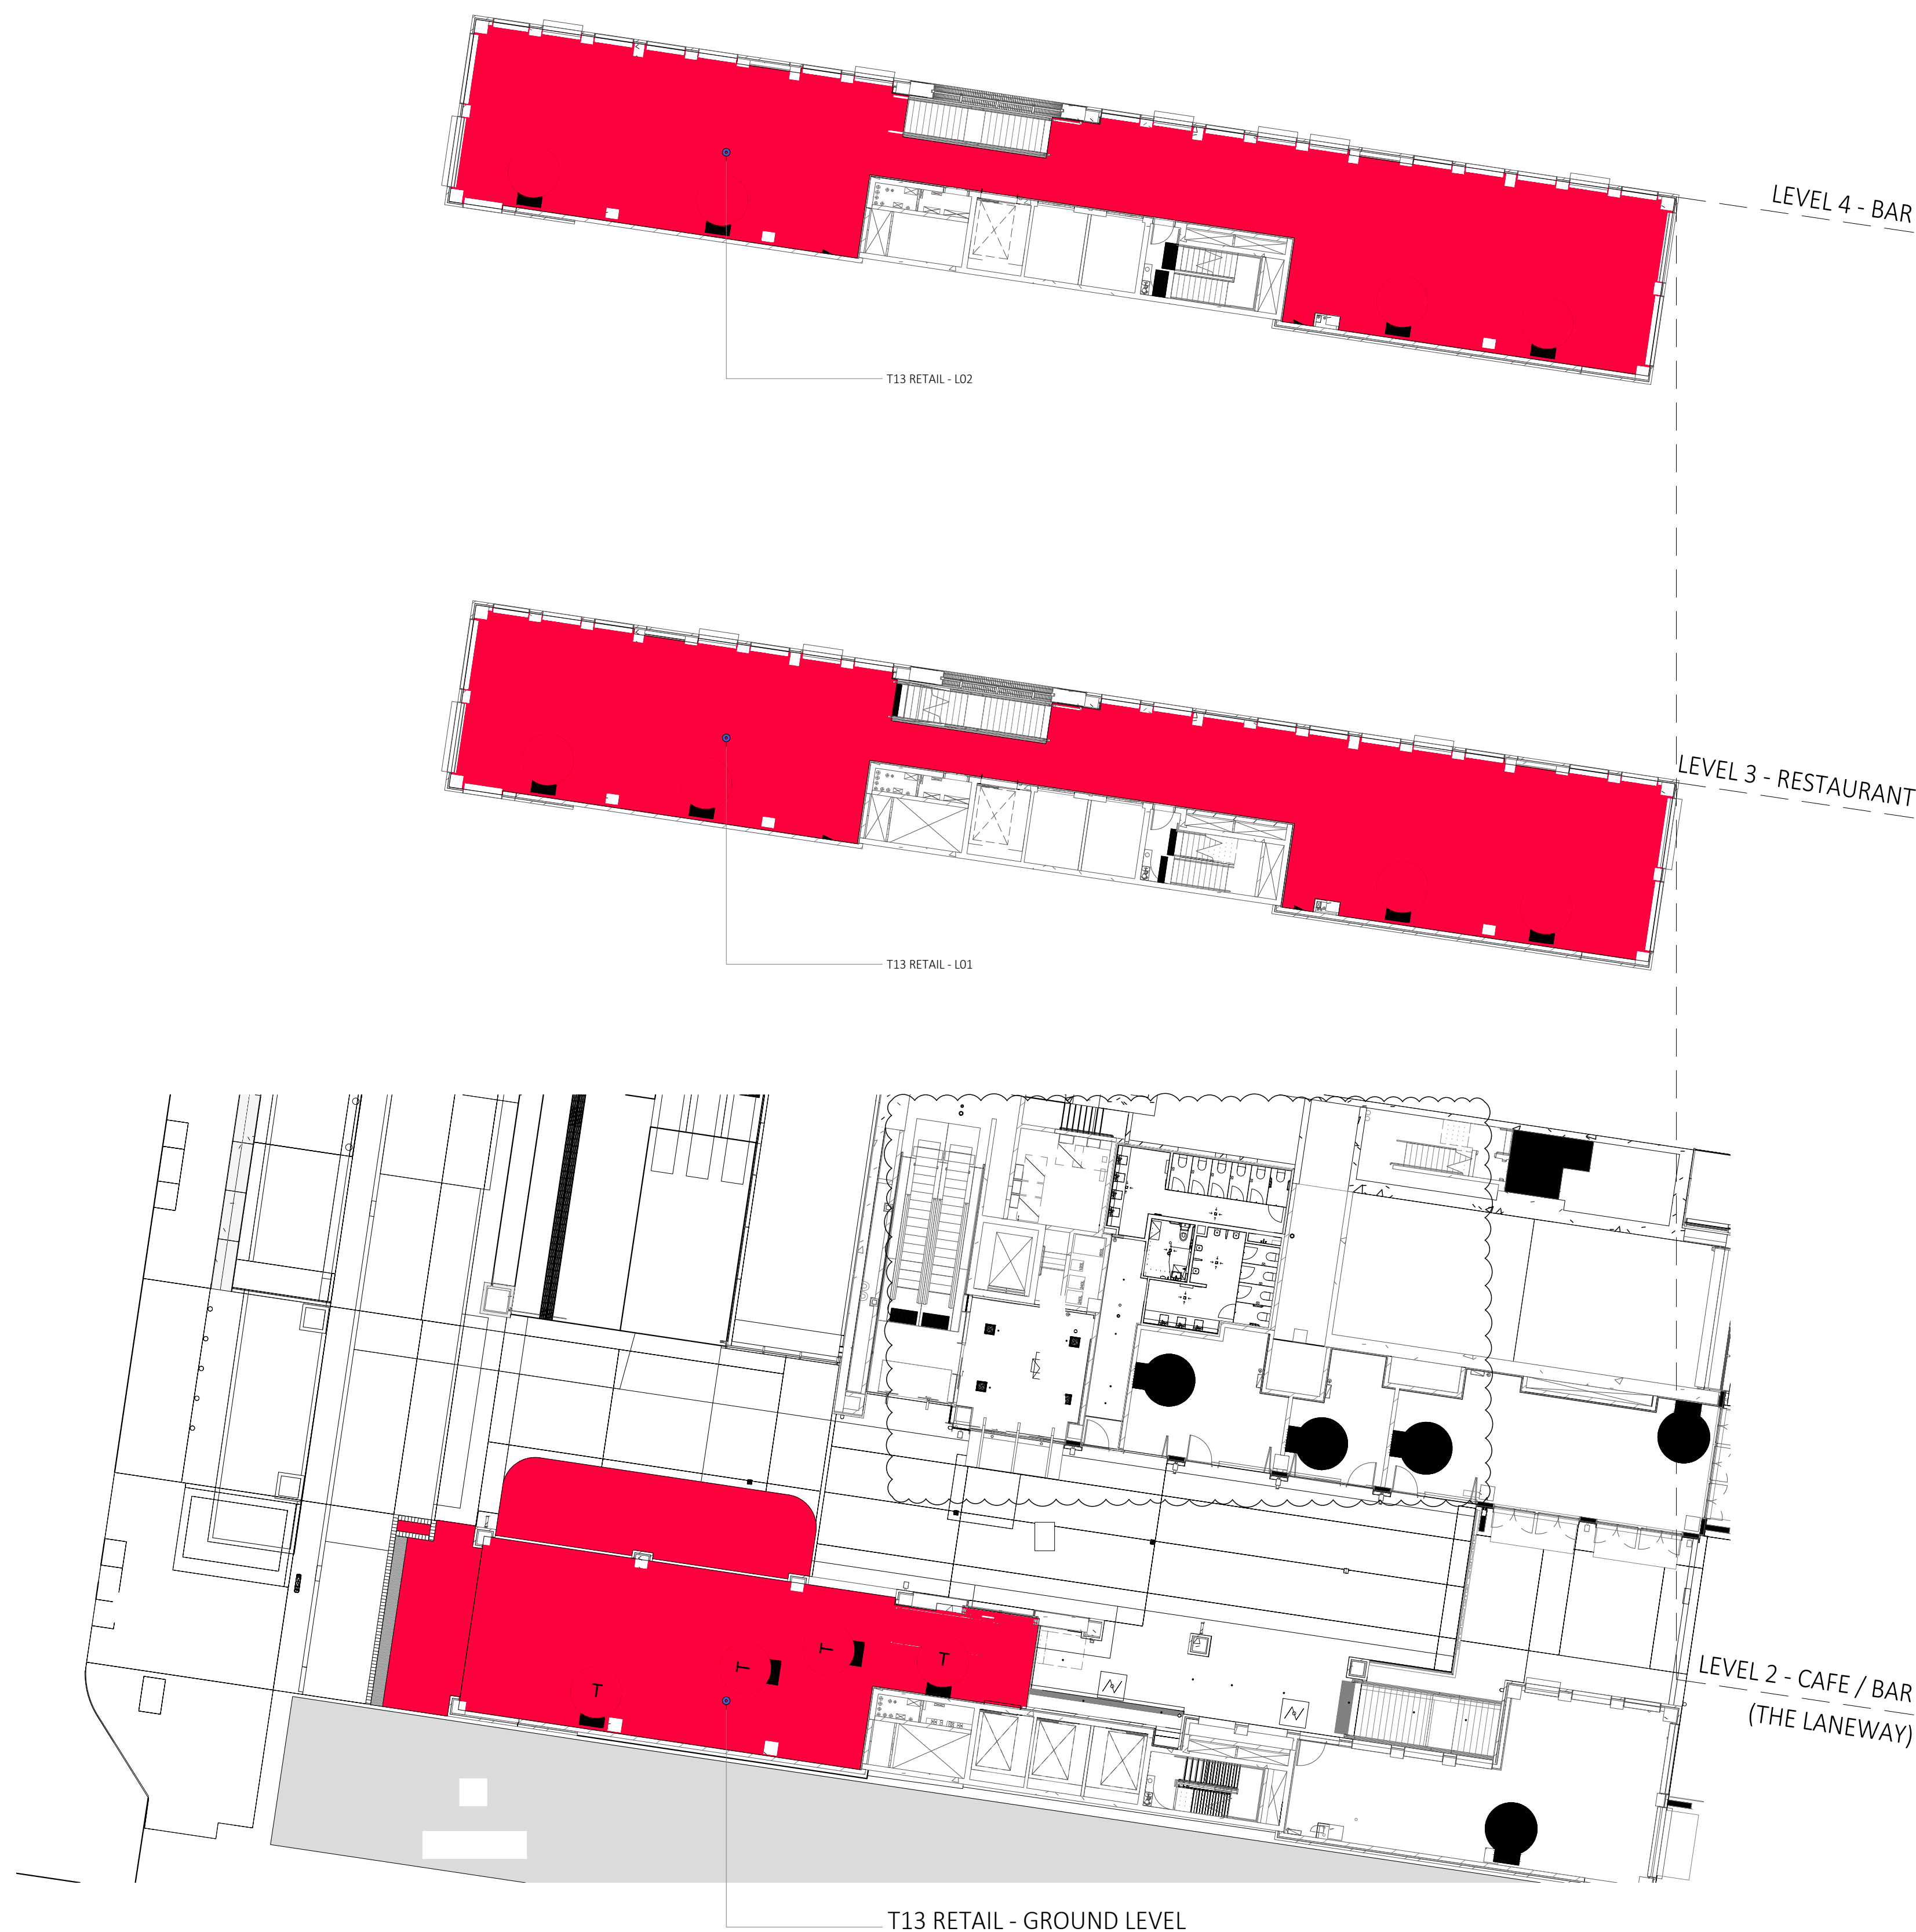 LEVEL 4 - BAR
T13 RETAIL - L02
LEVEL 3 - RESTAURANT
T13 RETAIL - L01
T
T
T
T
LEVEL 2 - CAFE / BAR
(THE LANEWAY)
T13 RETAIL - GROUND LEVEL